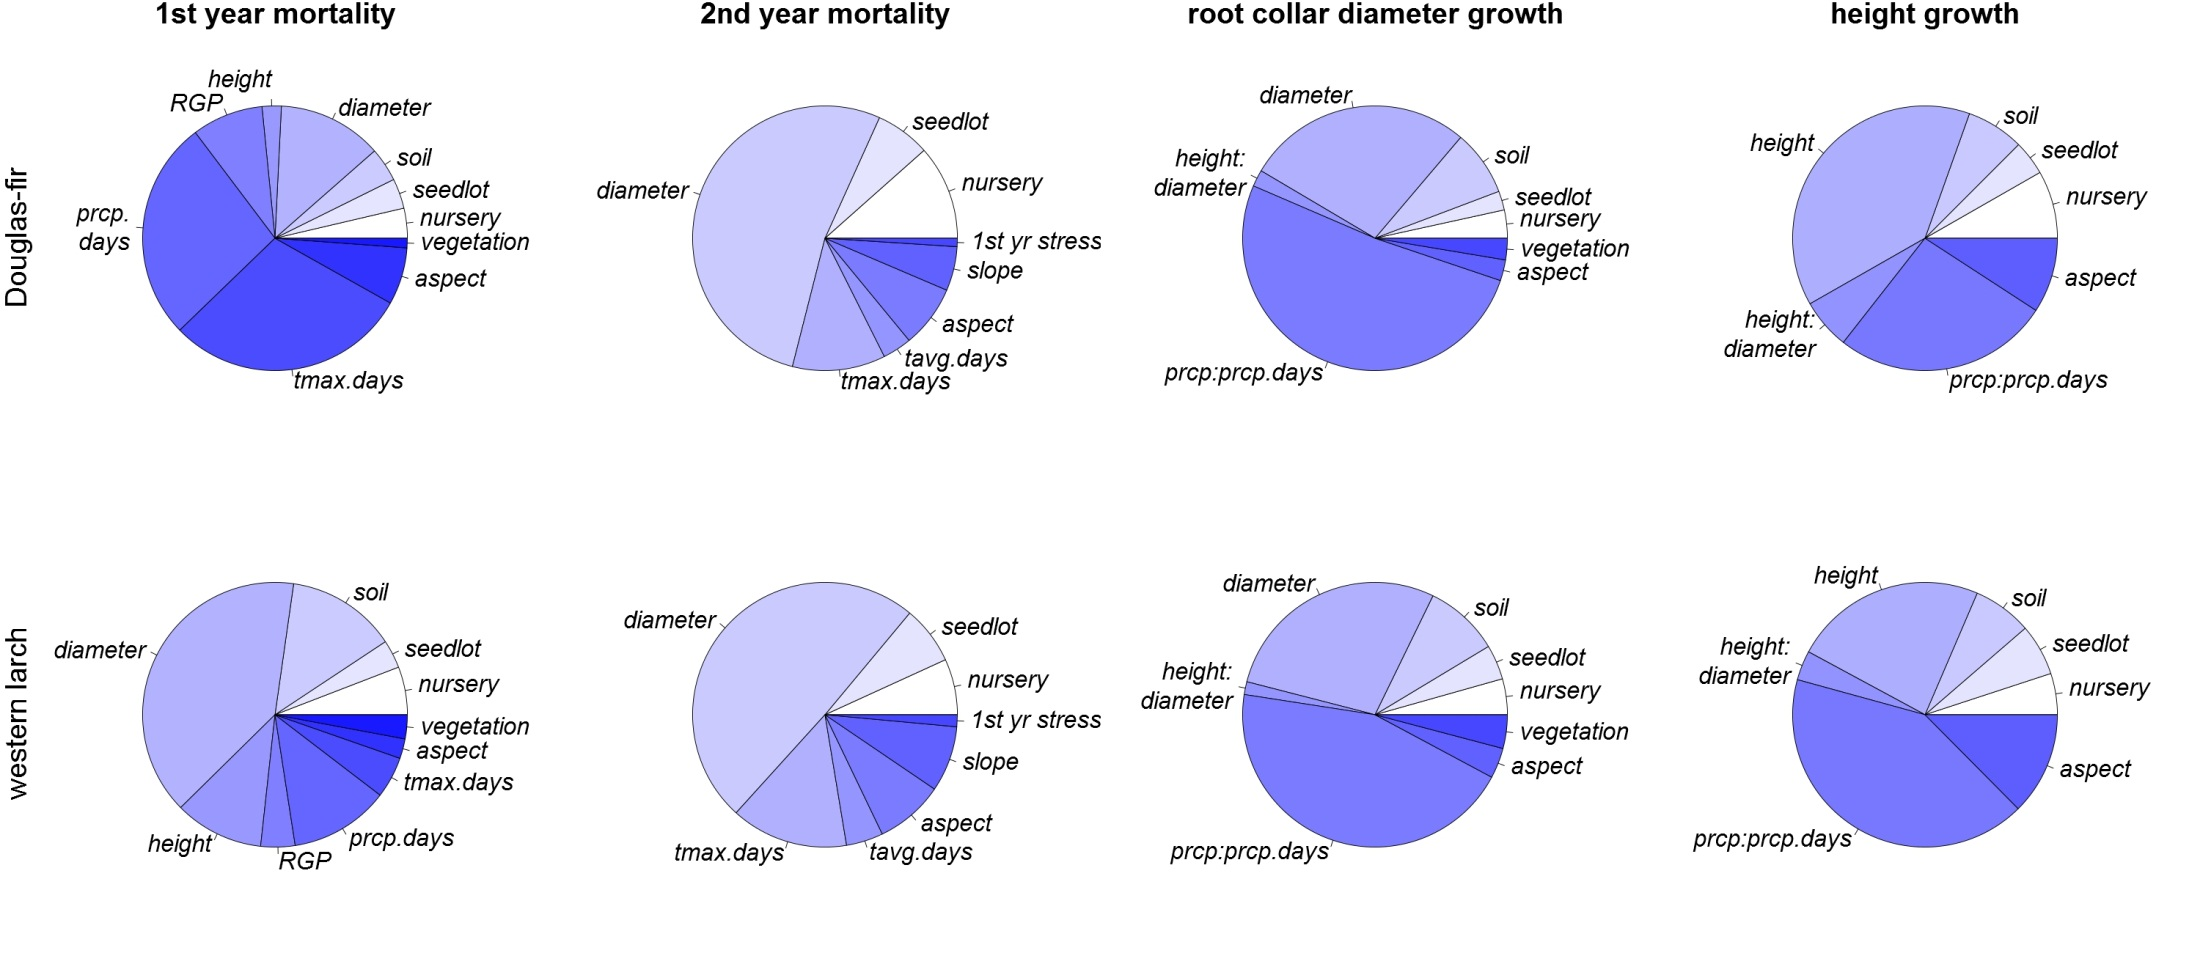 1st year mortality
2nd year mortality
root collar diameter growth
height growth
Douglas-fir
height
RGP
diameter
soil
seedlot
nursery
vegetation
aspect
tmax.days
prcp.
days
seedlot
nursery
diameter
1st yr stress
slope
aspect
tavg.days
tmax.days
diameter
soil
height:
diameter
seedlot
nursery
vegetation
aspect
prcp:prcp.days
soil
height
seedlot
nursery
aspect
height:
diameter
prcp:prcp.days
western larch
soil
diameter
seedlot
nursery
vegetation
aspect
tmax.days
prcp.days
height
RGP
diameter
seedlot
nursery
1st yr stress
slope
aspect
tavg.days
tmax.days
diameter
soil
height:
diameter
seedlot
nursery
vegetation
aspect
prcp:prcp.days
height
soil
height:
diameter
seedlot
nursery
aspect
prcp:prcp.days